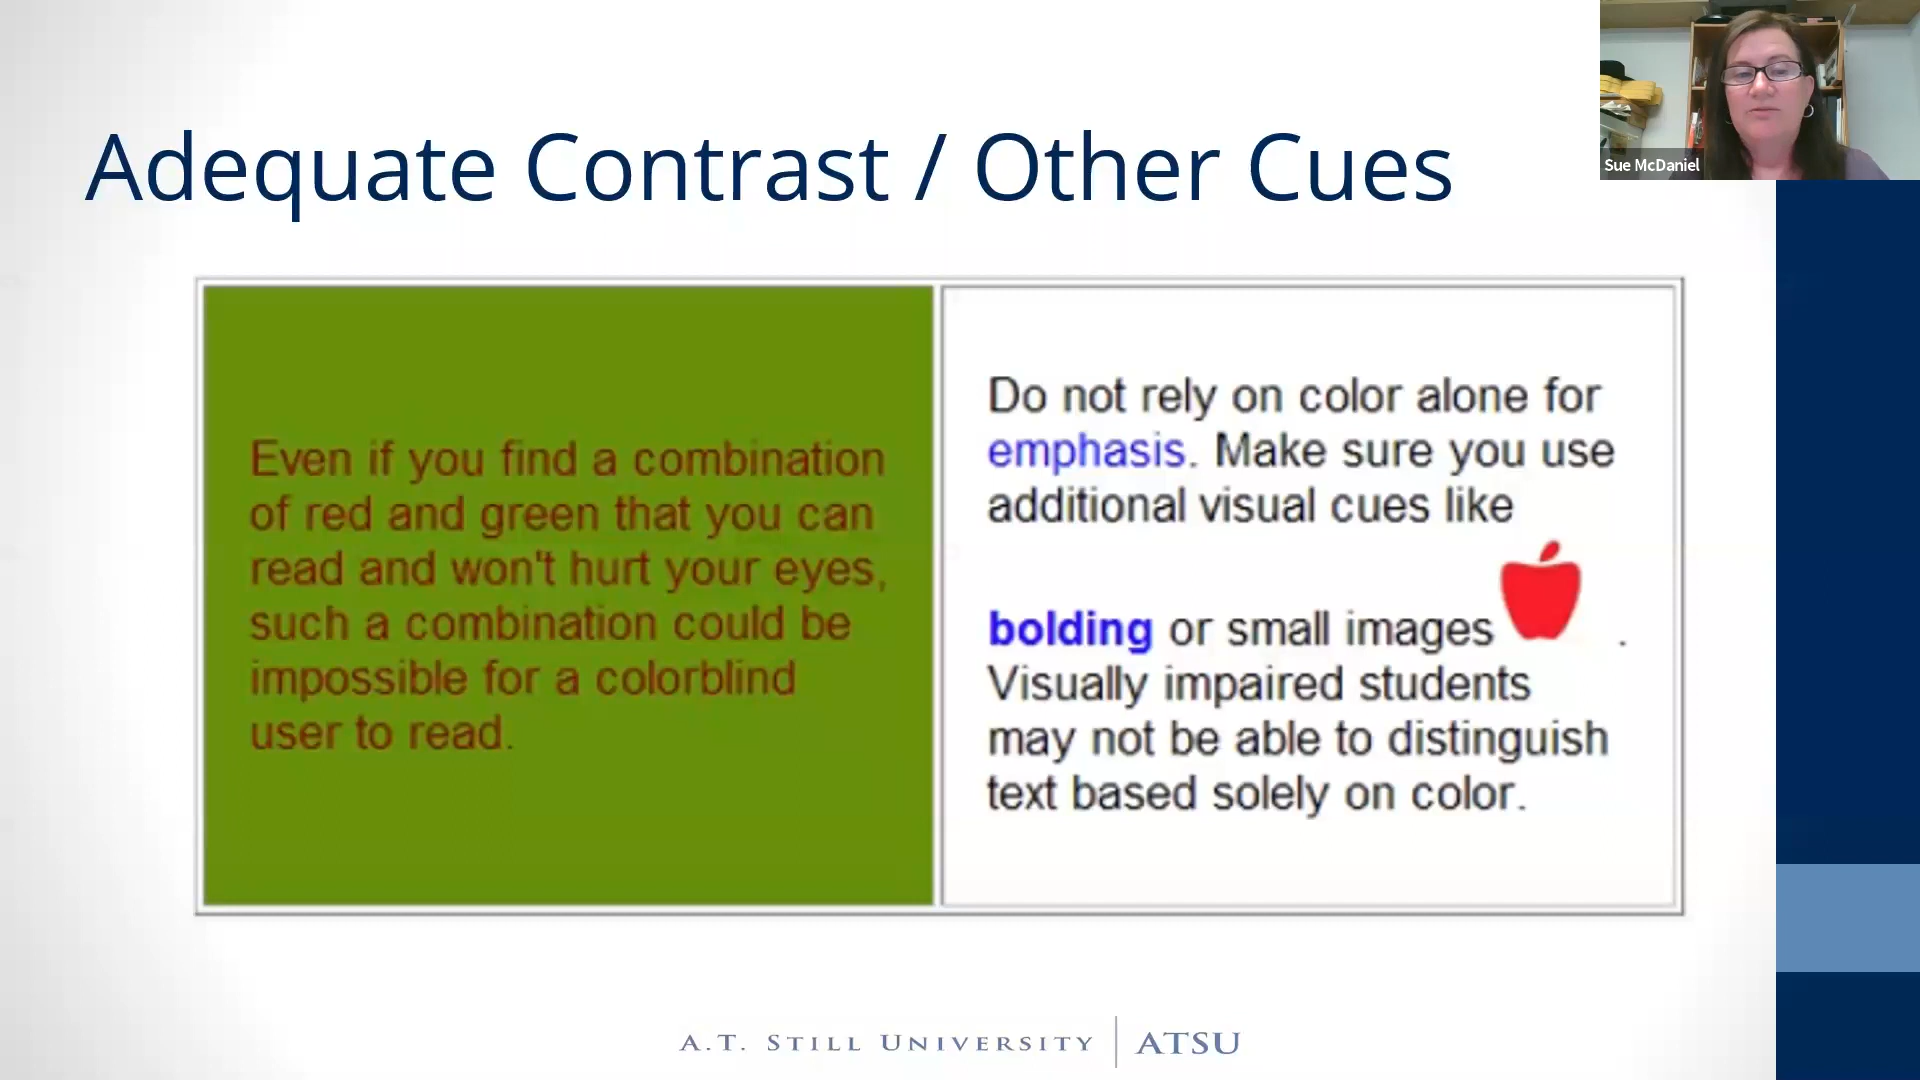 Adequate Contrast / Other Cues
Sue McDaniel
Even if you find a combination
of red and green that you can
read and won't hurt your eyes,
such a combination could be
impossible for a colorblind
user to read.
Do not rely on color alone for
emphasis. Make sure you use
additional visual cues like
bolding or small images .
Visually impaired students
may not be able to distinguish
text based solely on color.
A.T. STILL UNIVERSITY | ATSU